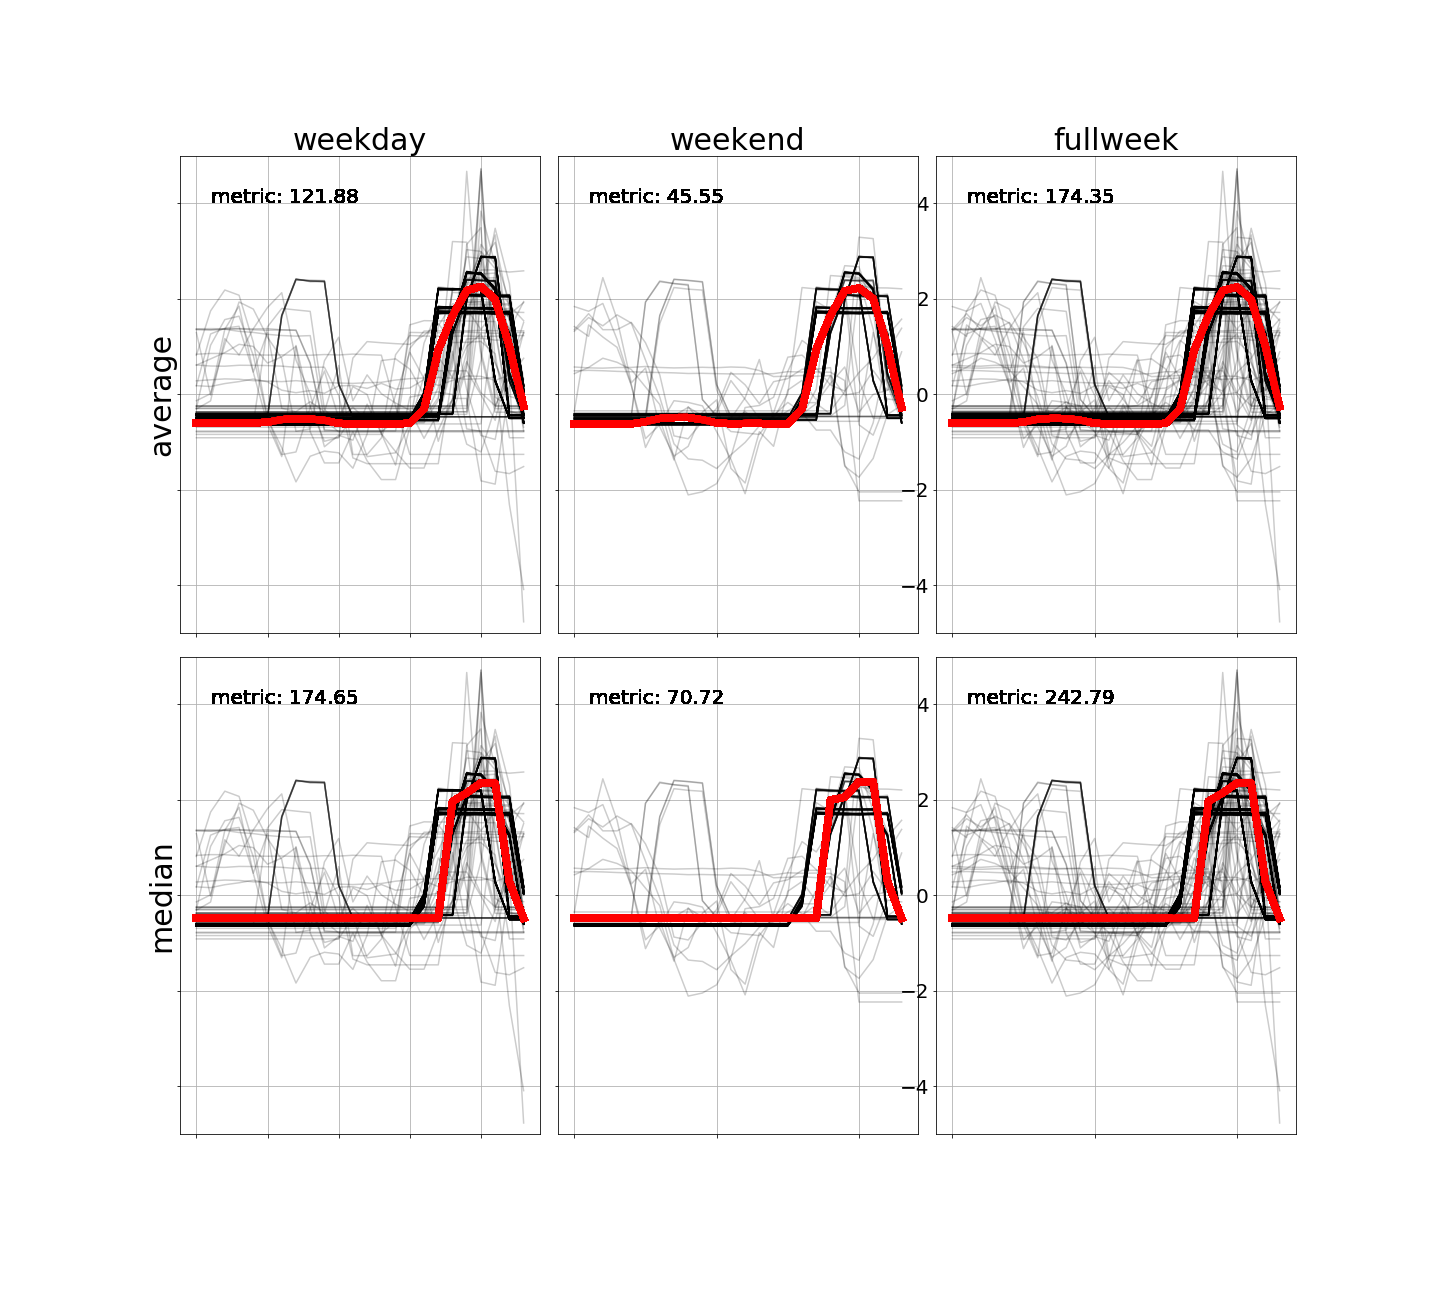 weekday
weekend
fullweek
average
metric: 121.88
metric: 45.55
metric: 174.35
4
2
0
−2
−4
median
metric: 174.65
metric: 70.72
metric: 242.79
4
2
0
−2
−4